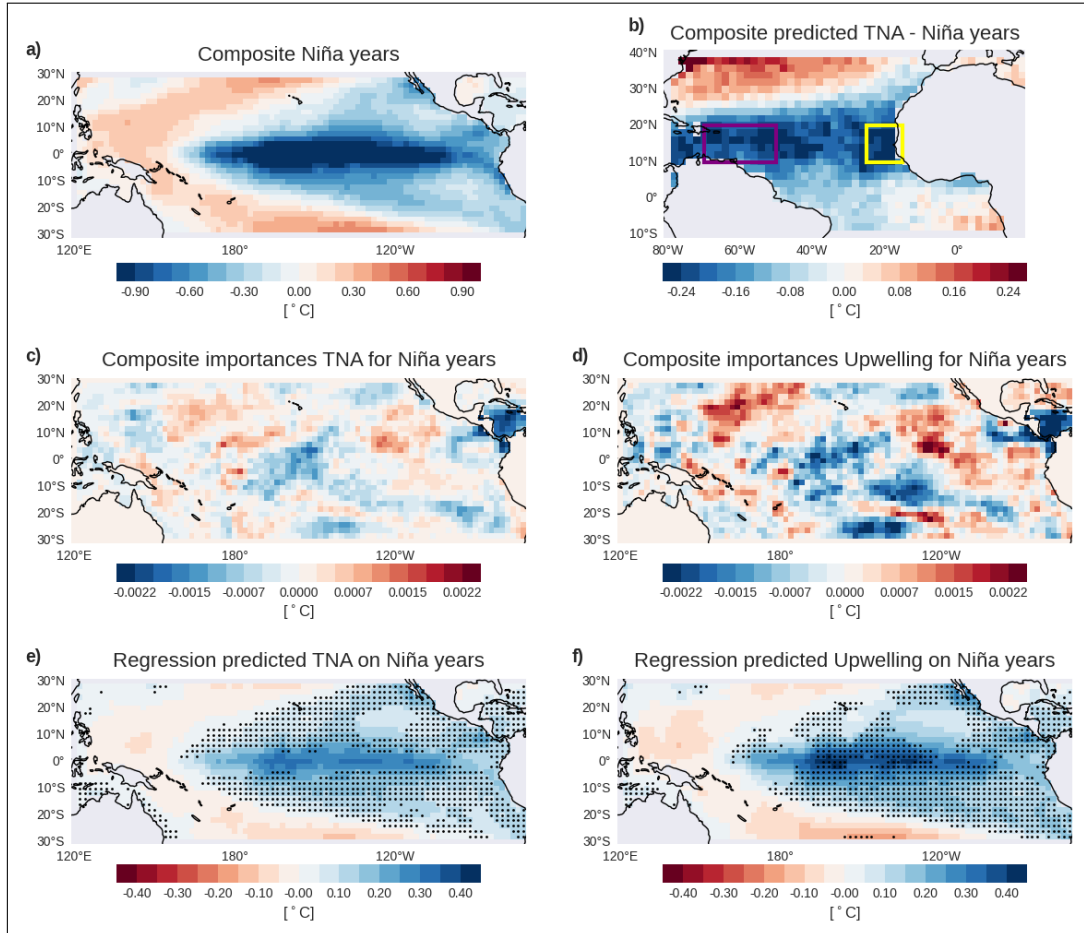 a)
Composite Niña years
30°N
20°N
10°N
0°
10°S
20°S
30°S
120°E 180° 120°W
-0.90 -0.60 -0.30 0.00 0.30 0.60 0.90
[°C]
b)
Composite predicted TNA - Niña years
40°N
30°N
20°N
10°N
0°
10°S
80°W 60°W 40°W 20°W 0°
-0.24 -0.16 -0.08 0.00 0.08 0.16 0.24
[°C]
c)
Composite importances TNA for Niña years
30°N
20°N
10°N
0°
10°S
20°S
30°S
120°E 180° 120°W
-0.0022 -0.0015 -0.0007 0.0000 0.0007 0.0015 0.0022
[°C]
d)
Composite importances Upwelling for Niña years
30°N
20°N
10°N
0°
10°S
20°S
30°S
120°E 180° 120°W
-0.0022 -0.0015 -0.0007 0.0000 0.0007 0.0015 0.0022
[°C]
e)
Regression predicted TNA on Niña years
30°N
20°N
10°N
0°
10°S
20°S
30°S
120°E 180° 120°W
-0.40 -0.30 -0.20 -0.10 -0.00 0.10 0.20 0.30 0.40
[°C]
f)
Regression predicted Upwelling on Niña years
30°N
20°N
10°N
0°
10°S
20°S
30°S
120°E 180° 120°W
-0.40 -0.30 -0.20 -0.10 -0.00 0.10 0.20 0.30 0.40
[°C]